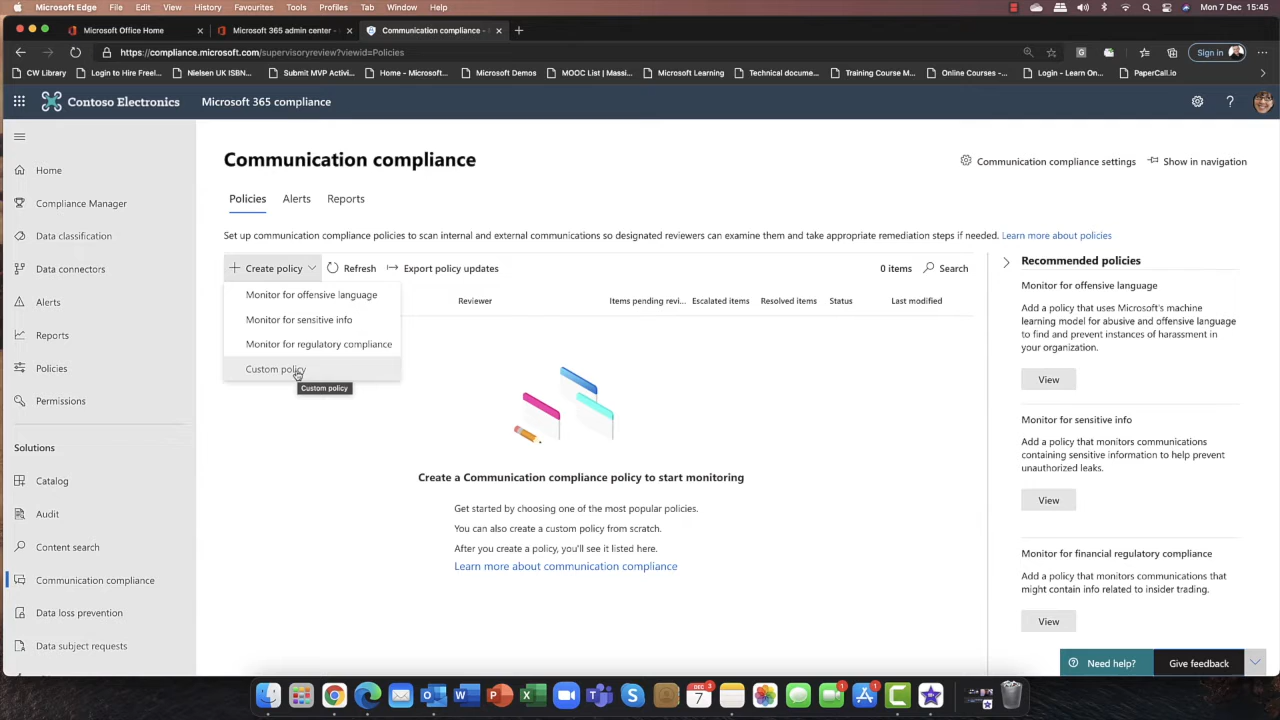 Microsoft Edge File Edit View History Favourites Tools Profiles Tab Window Help
Mon 7 Dec 15:45
Microsoft Office Home
Microsoft 365 admin center -
Communication compliance -
https://compliance.microsoft.com/supervisoryreview?viewid=Policies
Sign in
CW Library
Login to Hire Freel...
Nielsen UK ISBN...
Submit MVP Activi...
Home - Microsoft...
Microsoft Demos
MOOC List | Massi...
Microsoft Learning
Technical docume...
Training Course M...
Online Courses -...
Login - Learn On...
PaperCall.io
Contoso Electronics
Microsoft 365 compliance
Home
Compliance Manager
Data classification
Data connectors
Alerts
Reports
Policies
Permissions
Solutions
Catalog
Audit
Content search
Communication compliance
Data loss prevention
Data subject requests
Communication compliance
Communication compliance settings
Show in navigation
Policies Alerts Reports
Set up communication compliance policies to scan internal and external communications so designated reviewers can examine them and take appropriate remediation steps if needed. Learn more about policies
Create policy Refresh Export policy updates 0 items Search
Reviewer Items pending revi... Escalated items Resolved items Status Last modified
Monitor for offensive language
Monitor for sensitive info
Monitor for regulatory compliance
Custom policy
Custom policy
Create a Communication compliance policy to start monitoring
Get started by choosing one of the most popular policies.
You can also create a custom policy from scratch.
After you create a policy, you'll see it listed here.
Learn more about communication compliance
Recommended policies
Monitor for offensive language
Add a policy that uses Microsoft's machine
learning model for abusive and offensive language
to find and prevent instances of harassment in
your organization.
View
Monitor for sensitive info
Add a policy that monitors communications
containing sensitive information to help prevent
unauthorized leaks.
View
Monitor for financial regulatory compliance
Add a policy that monitors communications that
might contain info related to insider trading.
View
Need help?
Give feedback
DEC
7
3
1
1